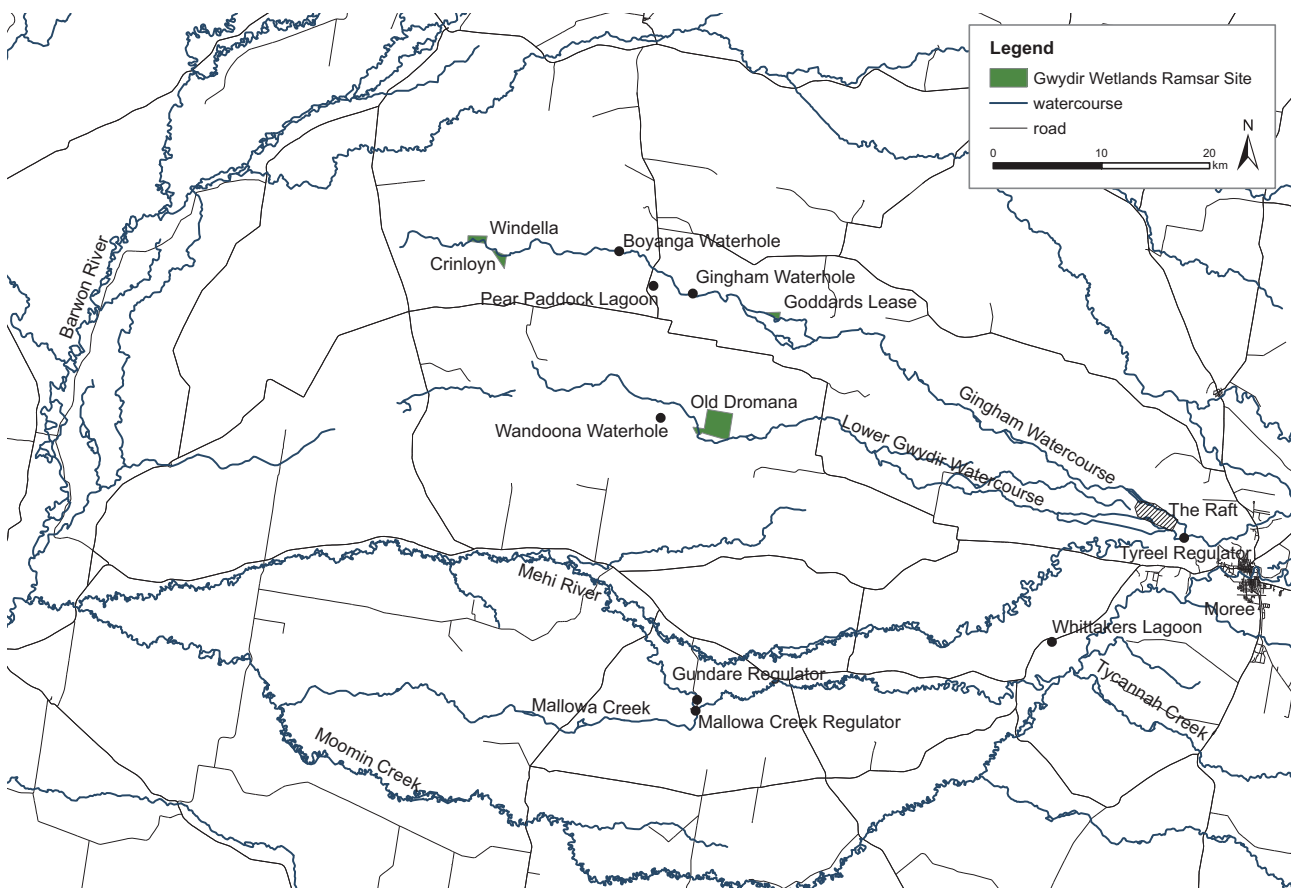 Legend
Gwydir Wetlands Ramsar Site
watercourse
road
N
0 10 20
km
Windella
Boyanga Waterhole
Crinloyn
Gingham Waterhole
Pear Paddock Lagoon
Goddards Lease
Barwon River
Old Dromana
Wandoona Waterhole
Gingham Watercourse
Lower Gwydir Watercourse
The Raft
Tyreel Regulator
Mehi River
Moree
Whittakers Lagoon
Gundare Regulator
Tycannah Creek
Mallowa Creek
Mallowa Creek Regulator
Moomin Creek